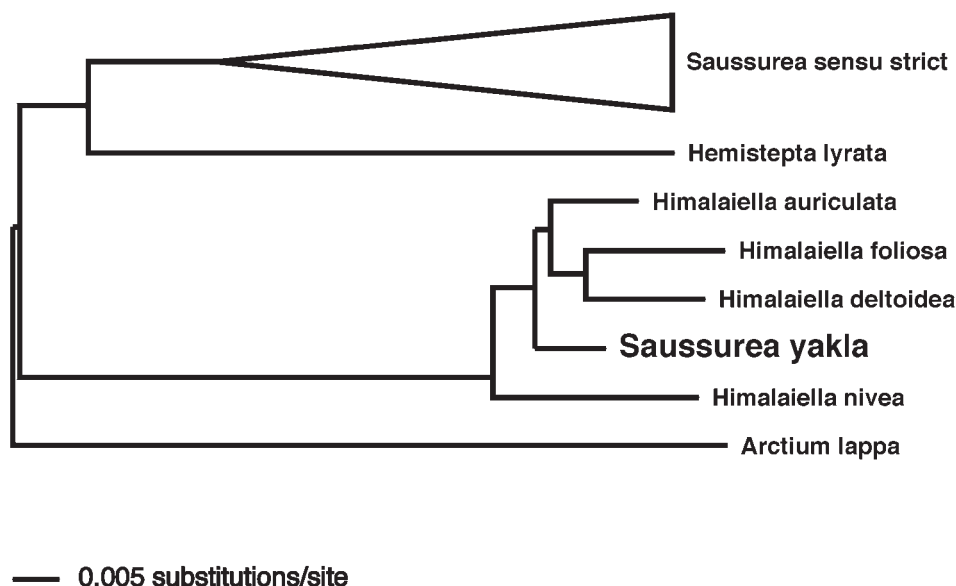 Saussurea sensu strict
Hemistepta lyrata
Himalaiella auriculata
Himalaiella foliosa
Himalaiella deltoidea
Saussurea yakla
Himalaiella nivea
Arctium lappa
0.005 substitutions/site